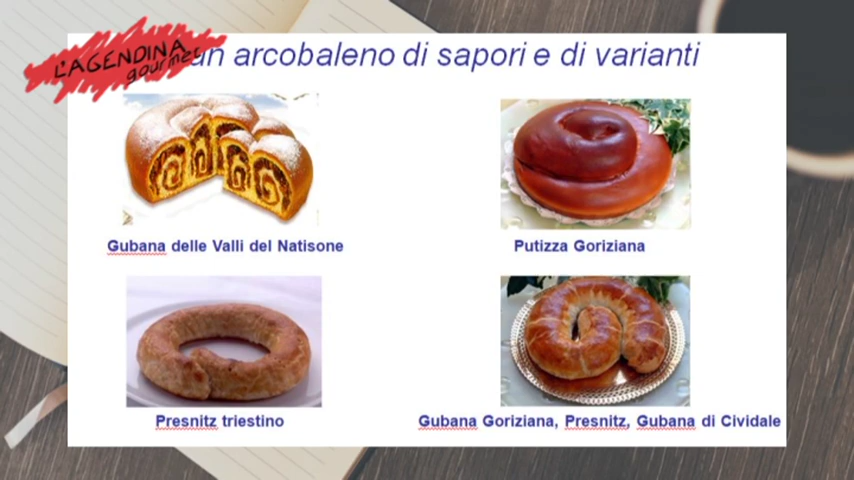 L'AGENDINA
gourmet
un arcobaleno di sapori e di varianti
Gubana delle Valli del Natisone
Putizza Goriziana
Presnitz triestino
Gubana Goriziana, Presnitz, Gubana di Cividale